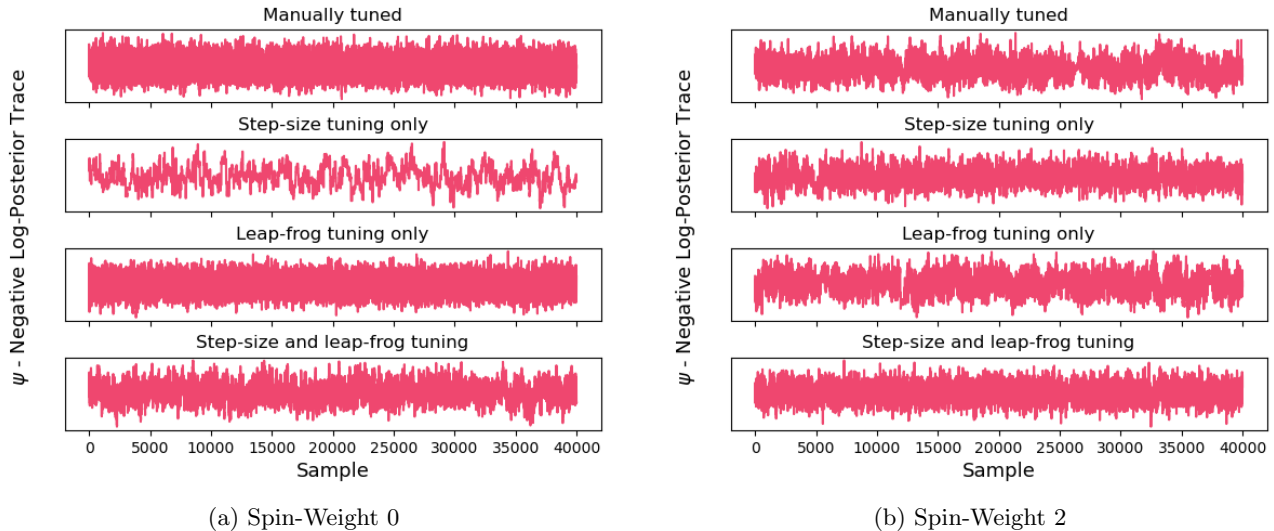 Manually tuned
Step-size tuning only
Leap-frog tuning only
Step-size and leap-frog tuning
ψ - Negative Log-Posterior Trace
0 5000 10000 15000 20000 25000 30000 35000 40000
Sample
(a) Spin-Weight 0
Manually tuned
Step-size tuning only
Leap-frog tuning only
Step-size and leap-frog tuning
ψ - Negative Log-Posterior Trace
0 5000 10000 15000 20000 25000 30000 35000 40000
Sample
(b) Spin-Weight 2